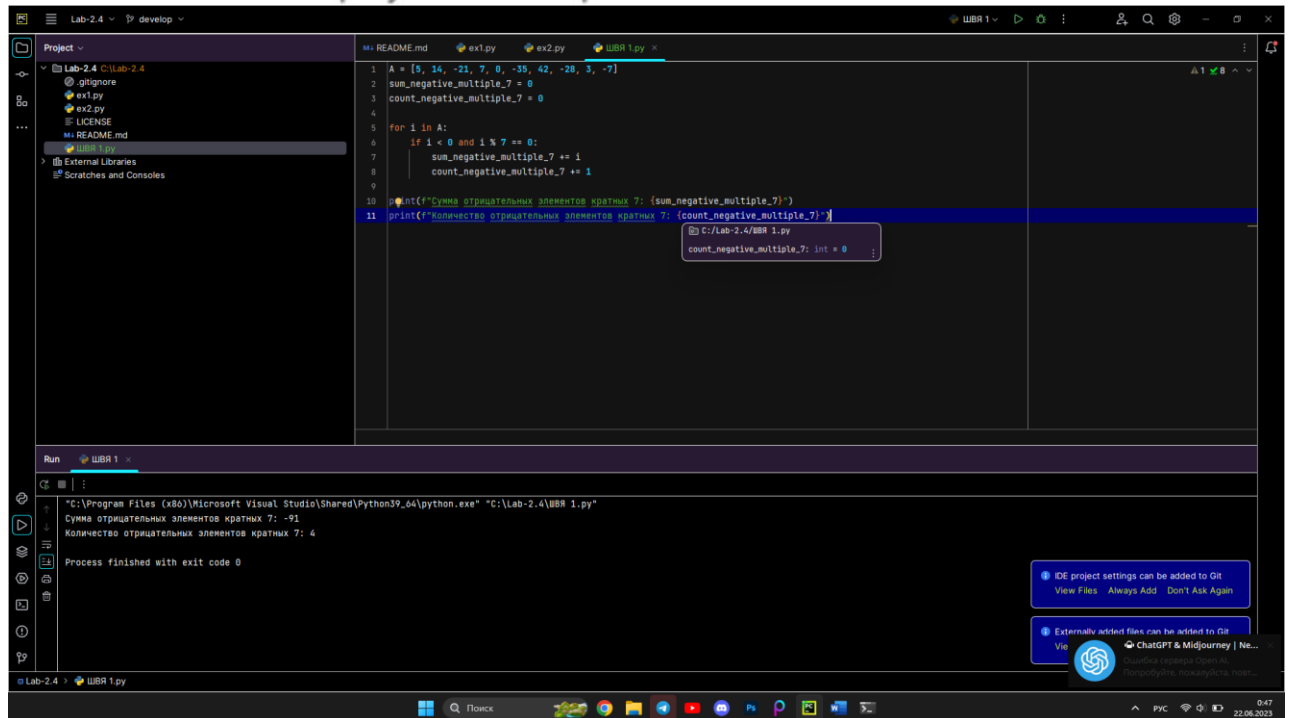 Lab-2.4 develop ШВЯ 1
Project
Lab-2.4 C:\Lab-2.4
.gitignore
ex1.py
ex2.py
LICENSE
README.md
ШВЯ 1.py
External Libraries
Scratches and Consoles
README.md ex1.py ex2.py ШВЯ 1.py
1 A = [5, 14, -21, 7, 0, -35, 42, -28, 3, -7]
2 sum_negative_multiple_7 = 0
3 count_negative_multiple_7 = 0
4
5 for i in A:
6 if i < 0 and i % 7 == 0:
7 sum_negative_multiple_7 += i
8 count_negative_multiple_7 += 1
9
10 print(f"Сумма отрицательных элементов кратных 7: {sum_negative_multiple_7}")
11 print(f"Количество отрицательных элементов кратных 7: {count_negative_multiple_7}")
1 8
C:/Lab-2.4/ШВЯ 1.py
count_negative_multiple_7: int = 0
Run ШВЯ 1
"C:\Program Files (x86)\Microsoft Visual Studio\Shared\Python39_64\python.exe" "C:\Lab-2.4\ШВЯ 1.py"
Сумма отрицательных элементов кратных 7: -91
Количество отрицательных элементов кратных 7: 4
Process finished with exit code 0
IDE project settings can be added to Git
View Files Always Add Don't Ask Again
Externally added files can be added to Git
ChatGPT & Midjourney | Ne...
Ошибка сервера Open AI.
Попробуйте, пожалуйста, повт...
Lab-2.4 > ШВЯ 1.py
Поиск
РУС
0:47
22.06.2023